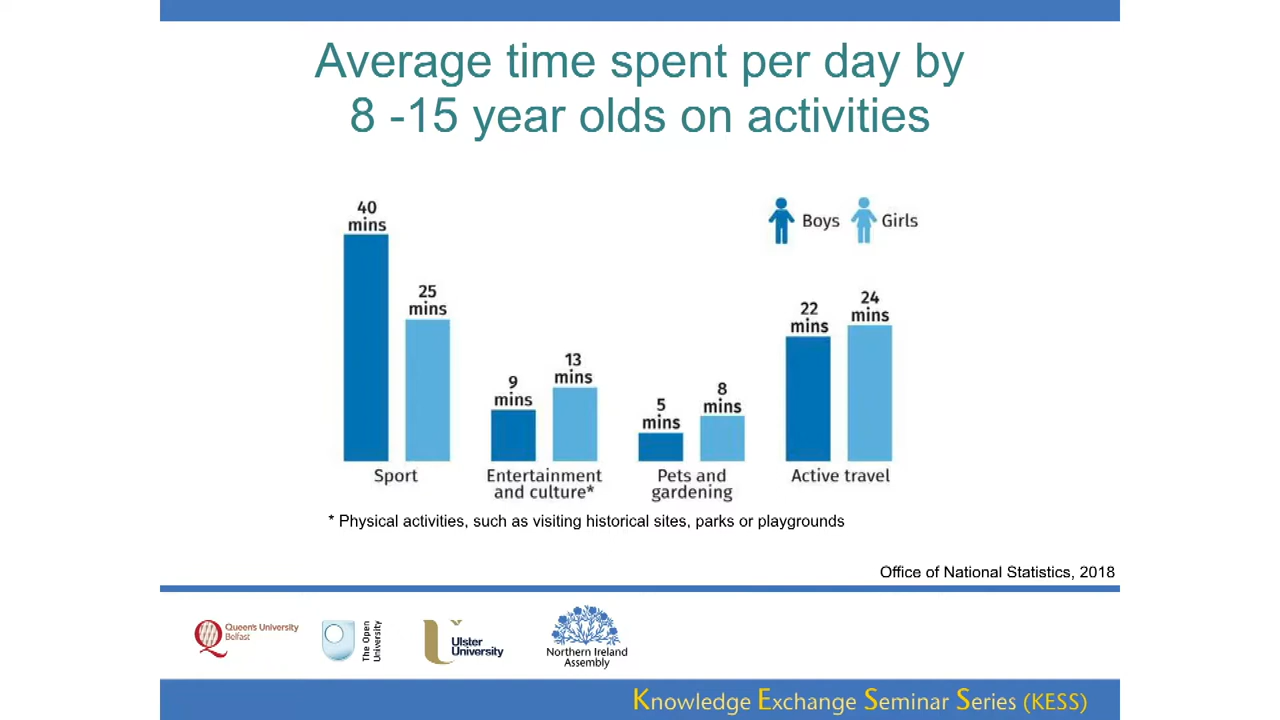 Average time spent per day by
8 -15 year olds on activities
40
mins
25
mins
9
mins
13
mins
5
mins
8
mins
22
mins
24
mins
Boys
Girls
Sport
Entertainment
and culture*
Pets and
gardening
Active travel
* Physical activities, such as visiting historical sites, parks or playgrounds
Office of National Statistics, 2018
Queen's University
Belfast
The Open
University
Ulster
University
Northern Ireland
Assembly
Knowledge Exchange Seminar Series (KESS)